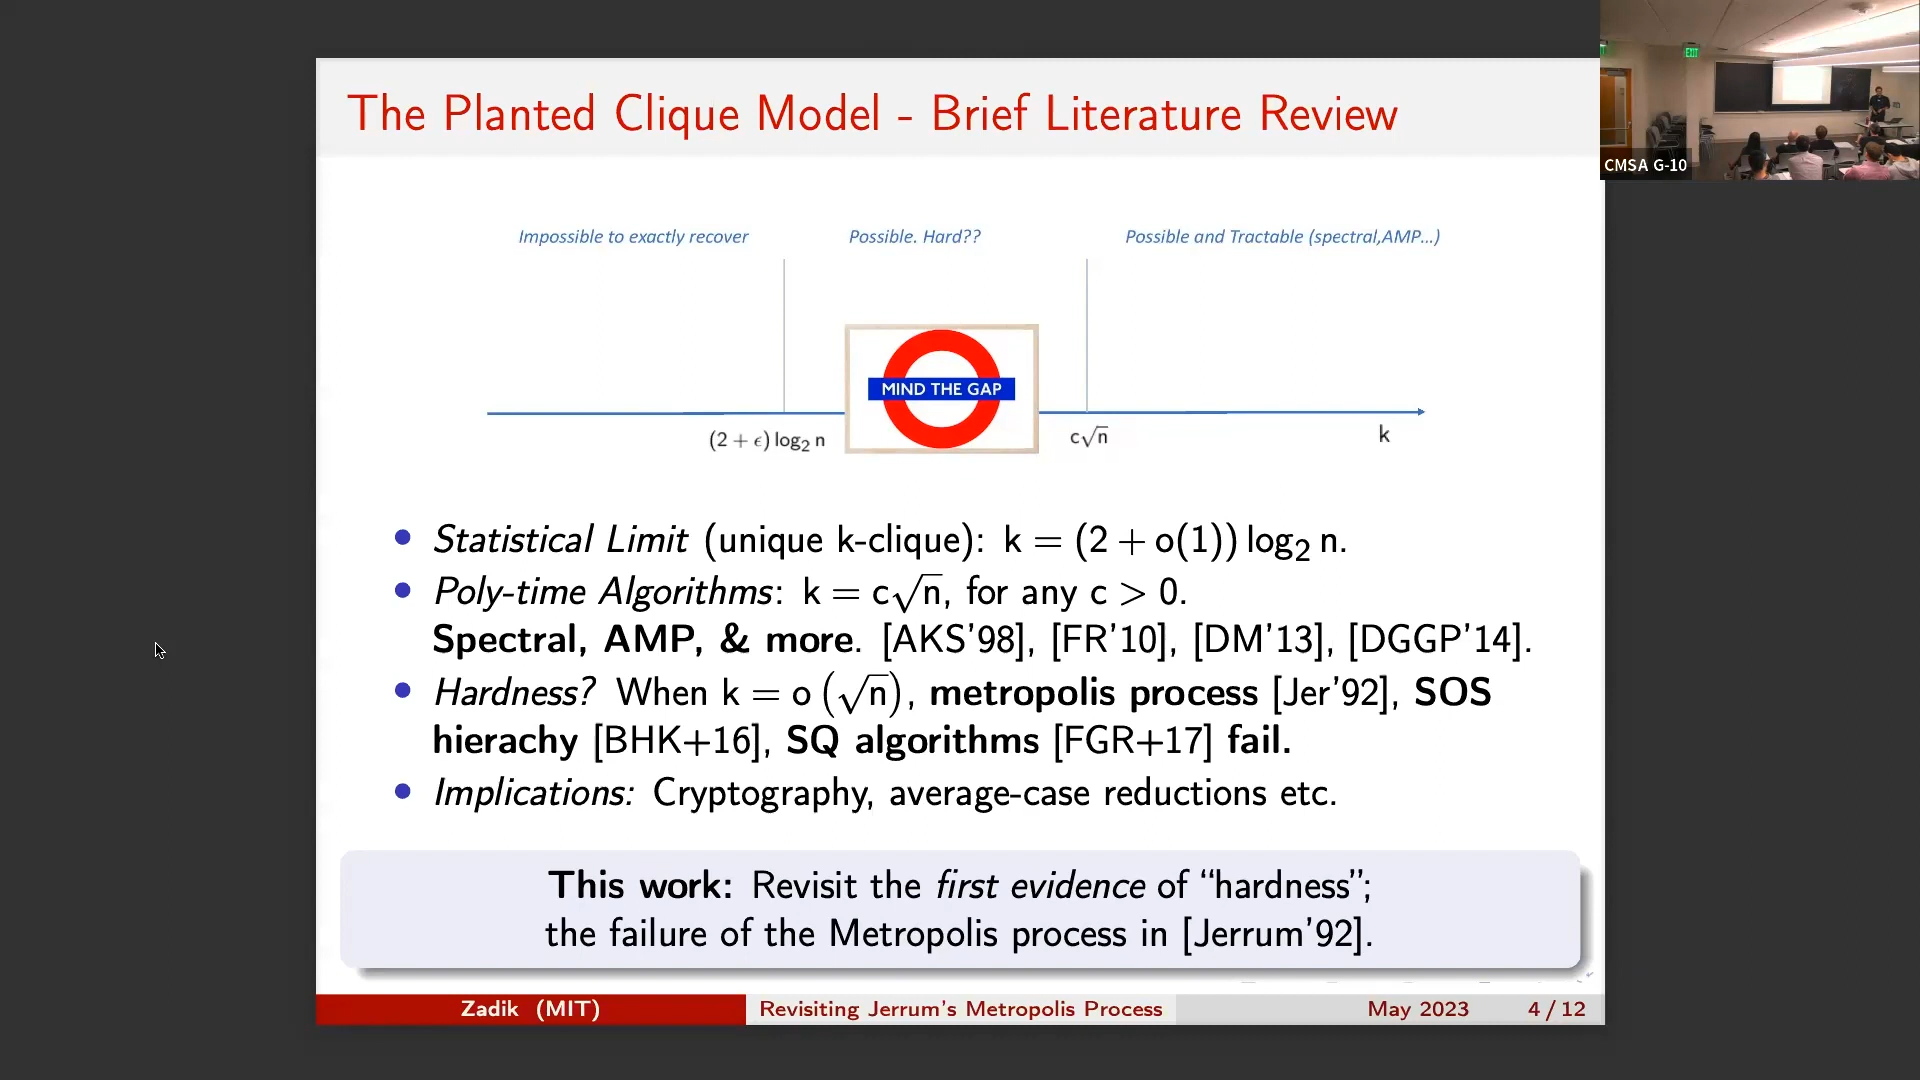 The Planted Clique Model - Brief Literature Review
EXIT
CMSA G-10
Impossible to exactly recover
Possible. Hard??
Possible and Tractable (spectral,AMP...)
MIND THE GAP
(2 + ϵ) log₂ n
c√n
k
• Statistical Limit (unique k-clique): k = (2 + o(1)) log₂ n.
• Poly-time Algorithms: k = c√n, for any c > 0.
Spectral, AMP, & more. [AKS'98], [FR'10], [DM'13], [DGGP'14].
• Hardness? When k = o(√n), metropolis process [Jer'92], SOS
hierachy [BHK+16], SQ algorithms [FGR+17] fail.
• Implications: Cryptography, average-case reductions etc.
This work: Revisit the first evidence of “hardness”;
the failure of the Metropolis process in [Jerrum'92].
Zadik (MIT)
Revisiting Jerrum's Metropolis Process
May 2023
4 / 12